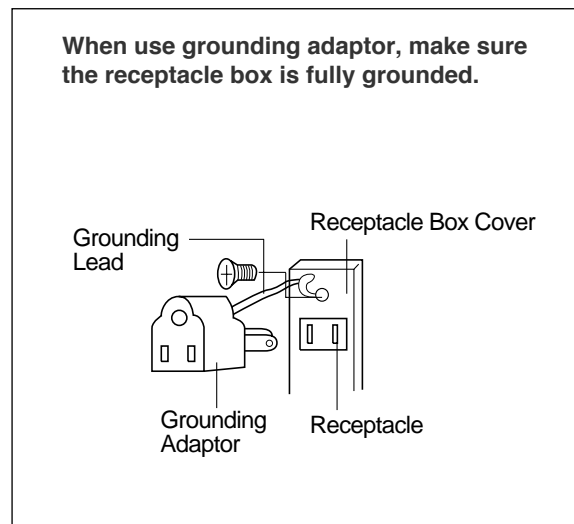 When use grounding adaptor, make sure
the receptacle box is fully grounded.
Receptacle Box Cover
Grounding
Lead
Grounding
Adaptor
Receptacle